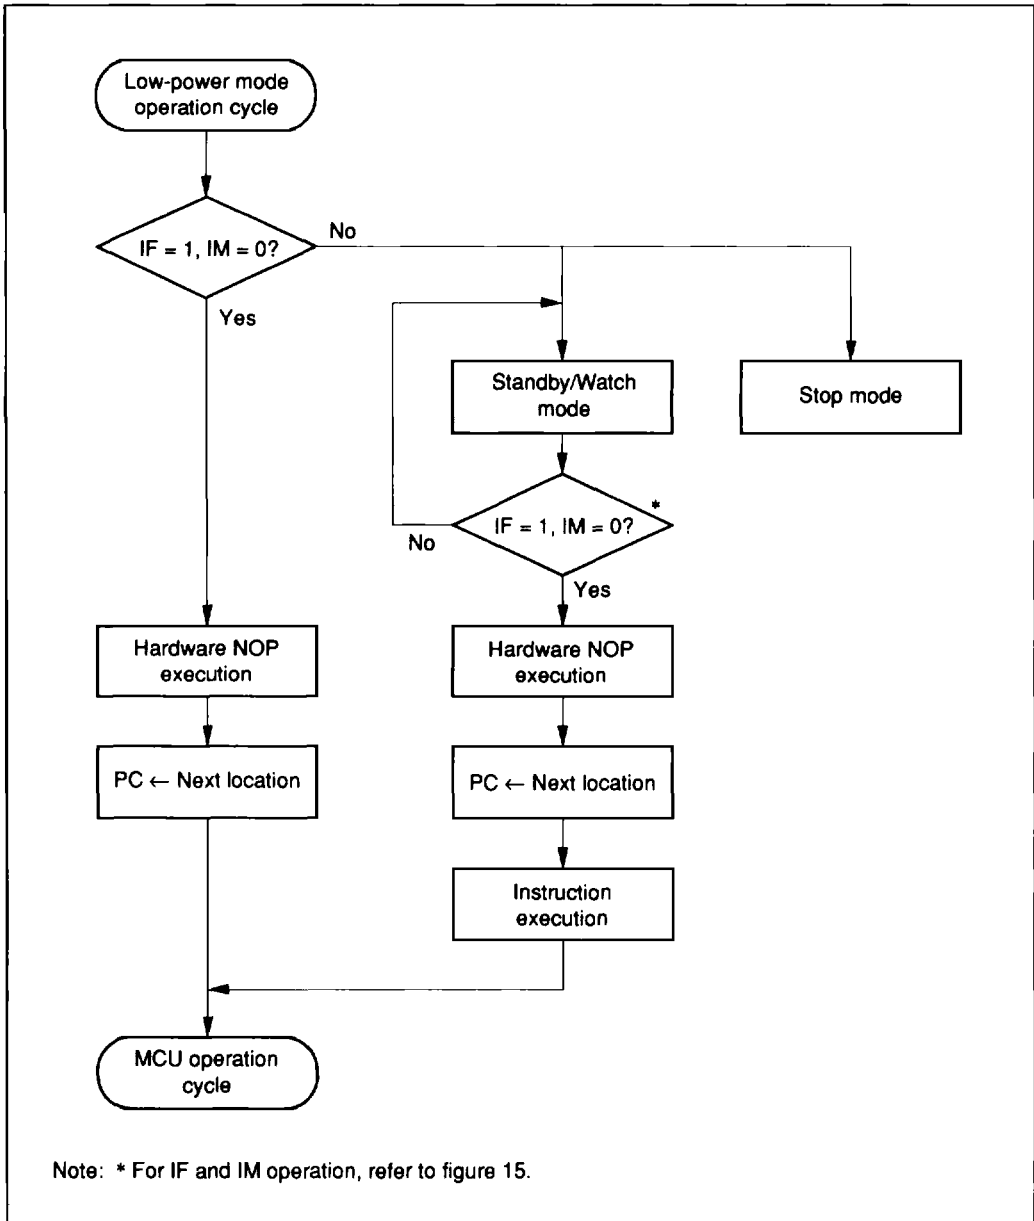 Low-power mode
operation cycle
IF = 1, IM = 0?
No
Yes
Standby/Watch
mode
Stop mode
IF = 1, IM = 0?
*
No
Yes
Hardware NOP
execution
Hardware NOP
execution
PC ← Next location
PC ← Next location
Instruction
execution
MCU operation
cycle
Note: * For IF and IM operation, refer to figure 15.